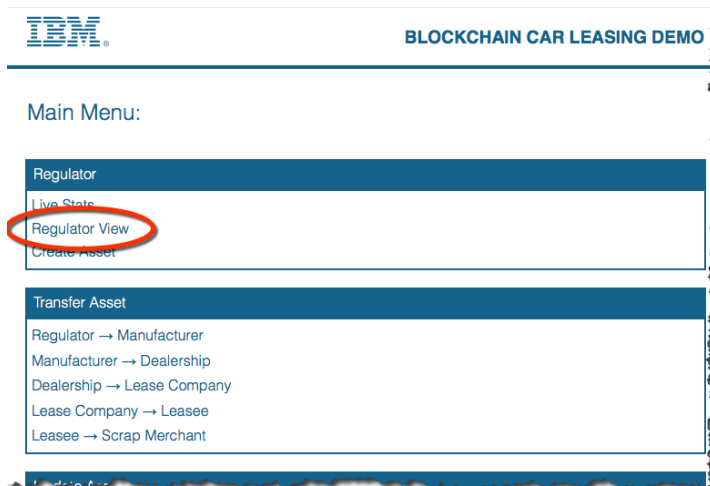 IBM®
BLOCKCHAIN CAR LEASING DEMO
Main Menu:
Regulator
Live Stats
Regulator View
Create Asset
Transfer Asset
Regulator → Manufacturer
Manufacturer → Dealership
Dealership → Lease Company
Lease Company → Leasee
Leasee → Scrap Merchant